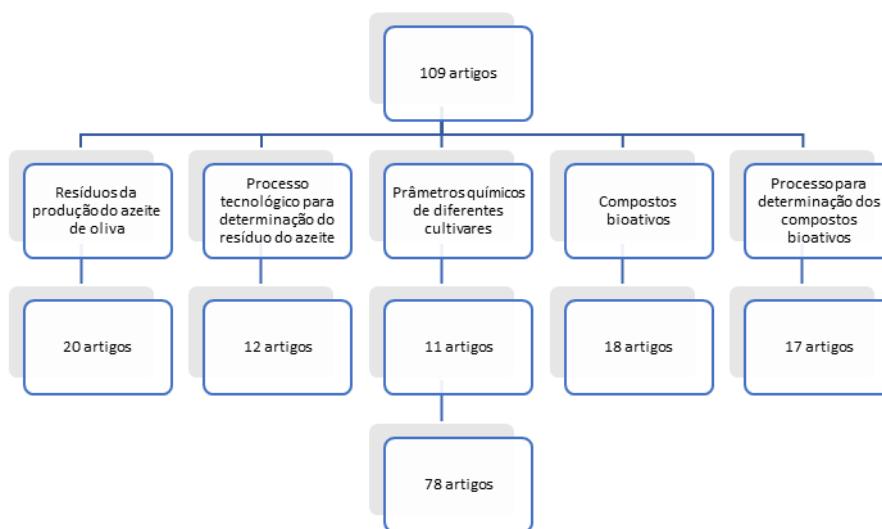 109 artigos
Resíduos da
produção do azeite
de oliva
Processo
tecnológico para
determinação do
resíduo do azeite
Prâmetros químicos
de diferentes
cultivares
Compostos
bioativos
Processo para
determinação dos
compostos
bioativos
20 artigos
12 artigos
11 artigos
18 artigos
17 artigos
78 artigos